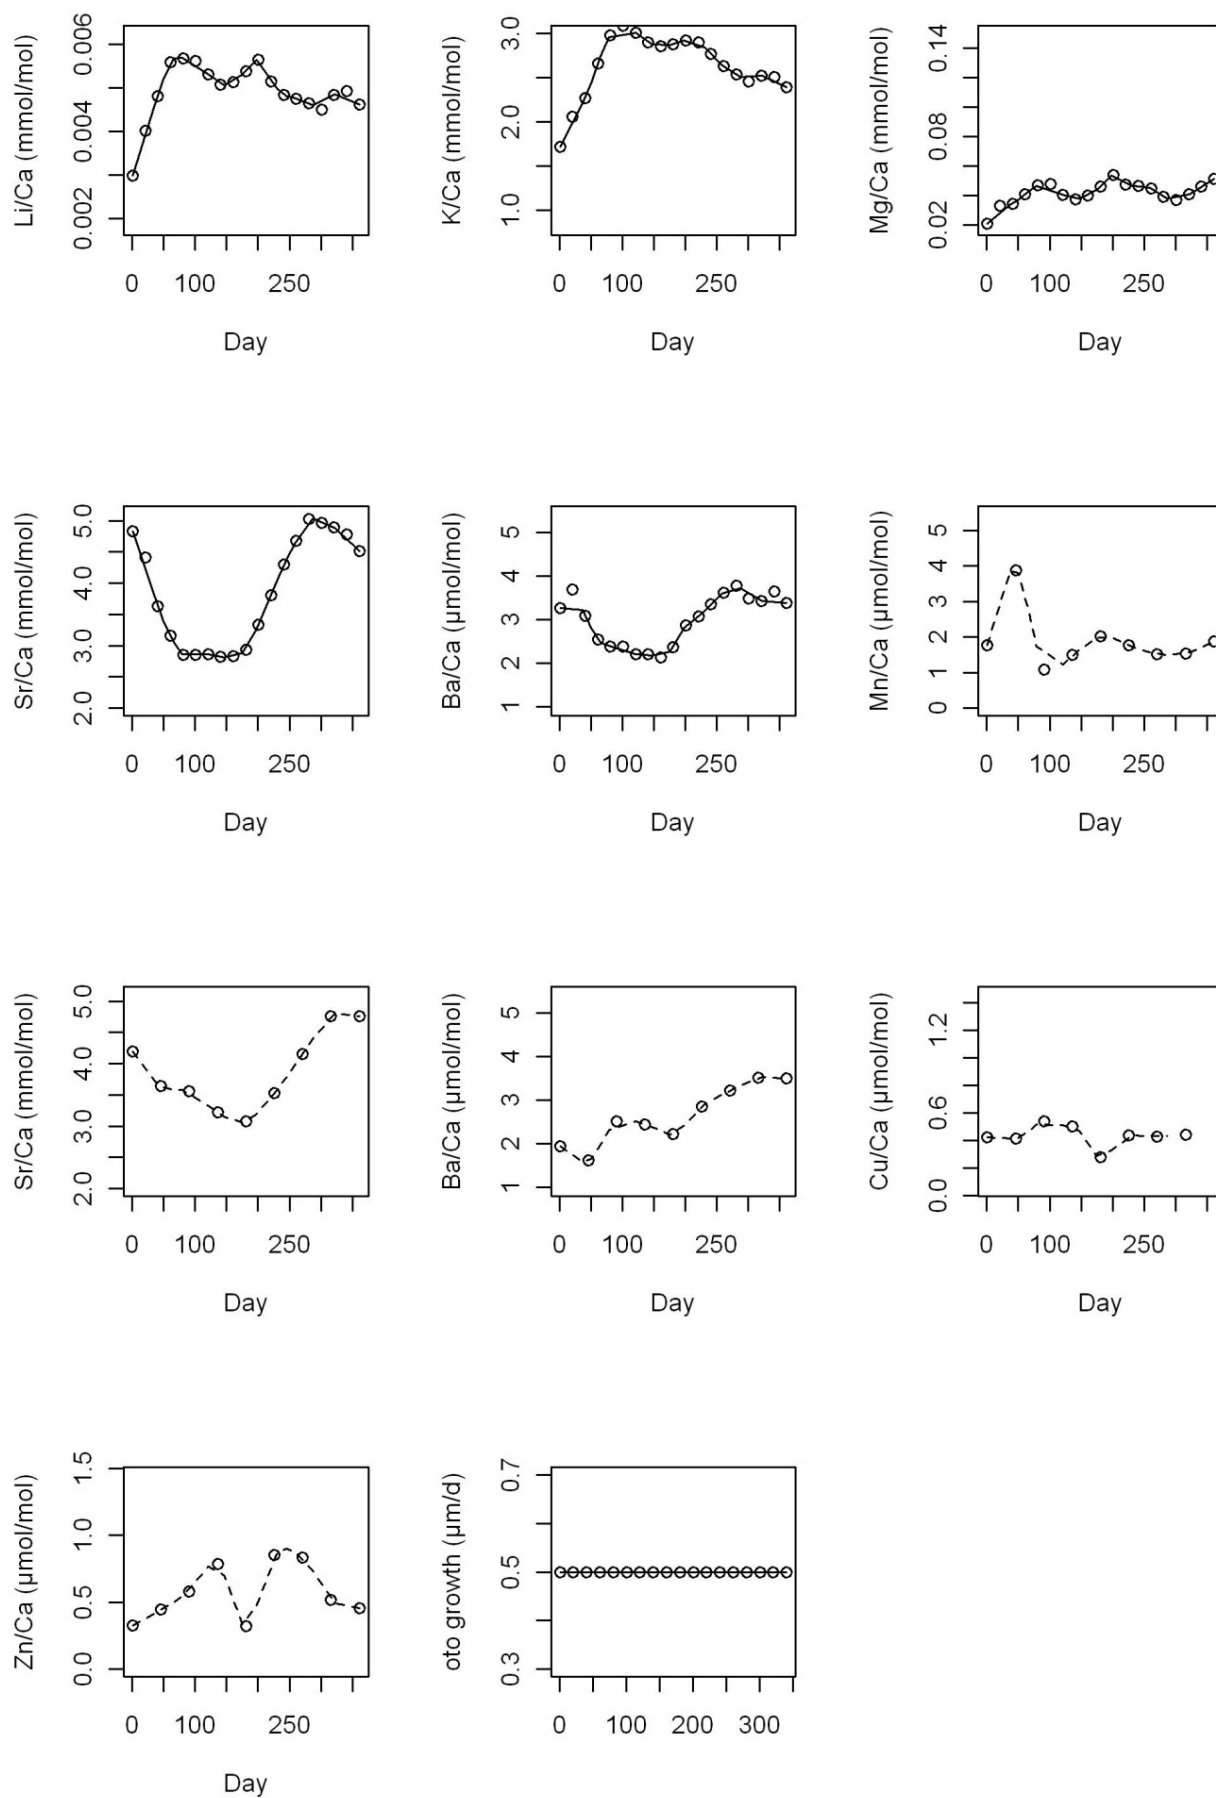 Li/Ca (mmol/mol)
0.002 0.004 0.006
0 100 250
Day
K/Ca (mmol/mol)
1.0 2.0 3.0
0 100 250
Day
Mg/Ca (mmol/mol)
0.02 0.08 0.14
0 100 250
Day
Sr/Ca (mmol/mol)
2.0 3.0 4.0 5.0
0 100 250
Day
Ba/Ca (µmol/mol)
1 2 3 4 5
0 100 250
Day
Mn/Ca (µmol/mol)
0 1 2 3 4 5
0 100 250
Day
Sr/Ca (mmol/mol)
2.0 3.0 4.0 5.0
0 100 250
Day
Ba/Ca (µmol/mol)
1 2 3 4 5
0 100 250
Day
Cu/Ca (µmol/mol)
0.0 0.6 1.2
0 100 250
Day
Zn/Ca (µmol/mol)
0.0 0.5 1.0 1.5
0 100 250
Day
oto growth (µm/d)
0.3 0.5 0.7
0 100 200 300